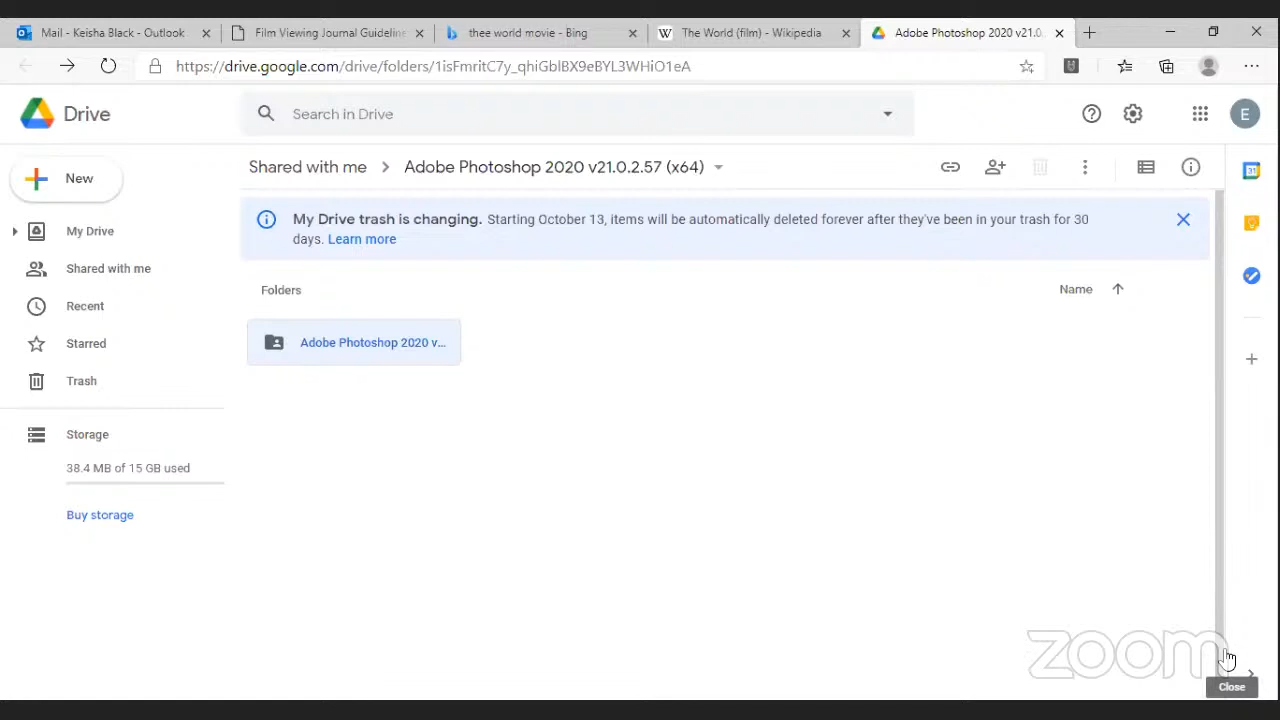 Mail - Keisha Black - Outlook
Film Viewing Journal Guideline
thee world movie - Bing
W The World (film) - Wikipedia
Adobe Photoshop 2020 v21.0.
https://drive.google.com/drive/folders/1isFmritC7y_qhiGblBX9eBYL3WHiO1eA
Drive
Search in Drive
E
New
Shared with me
Adobe Photoshop 2020 v21.0.2.57 (x64)
31
My Drive trash is changing. Starting October 13, items will be automatically deleted forever after they've been in your trash for 30
days. Learn more
My Drive
Shared with me
Recent
Starred
Trash
Storage
38.4 MB of 15 GB used
Buy storage
Folders
Name
Adobe Photoshop 2020 v...
zoom
Close